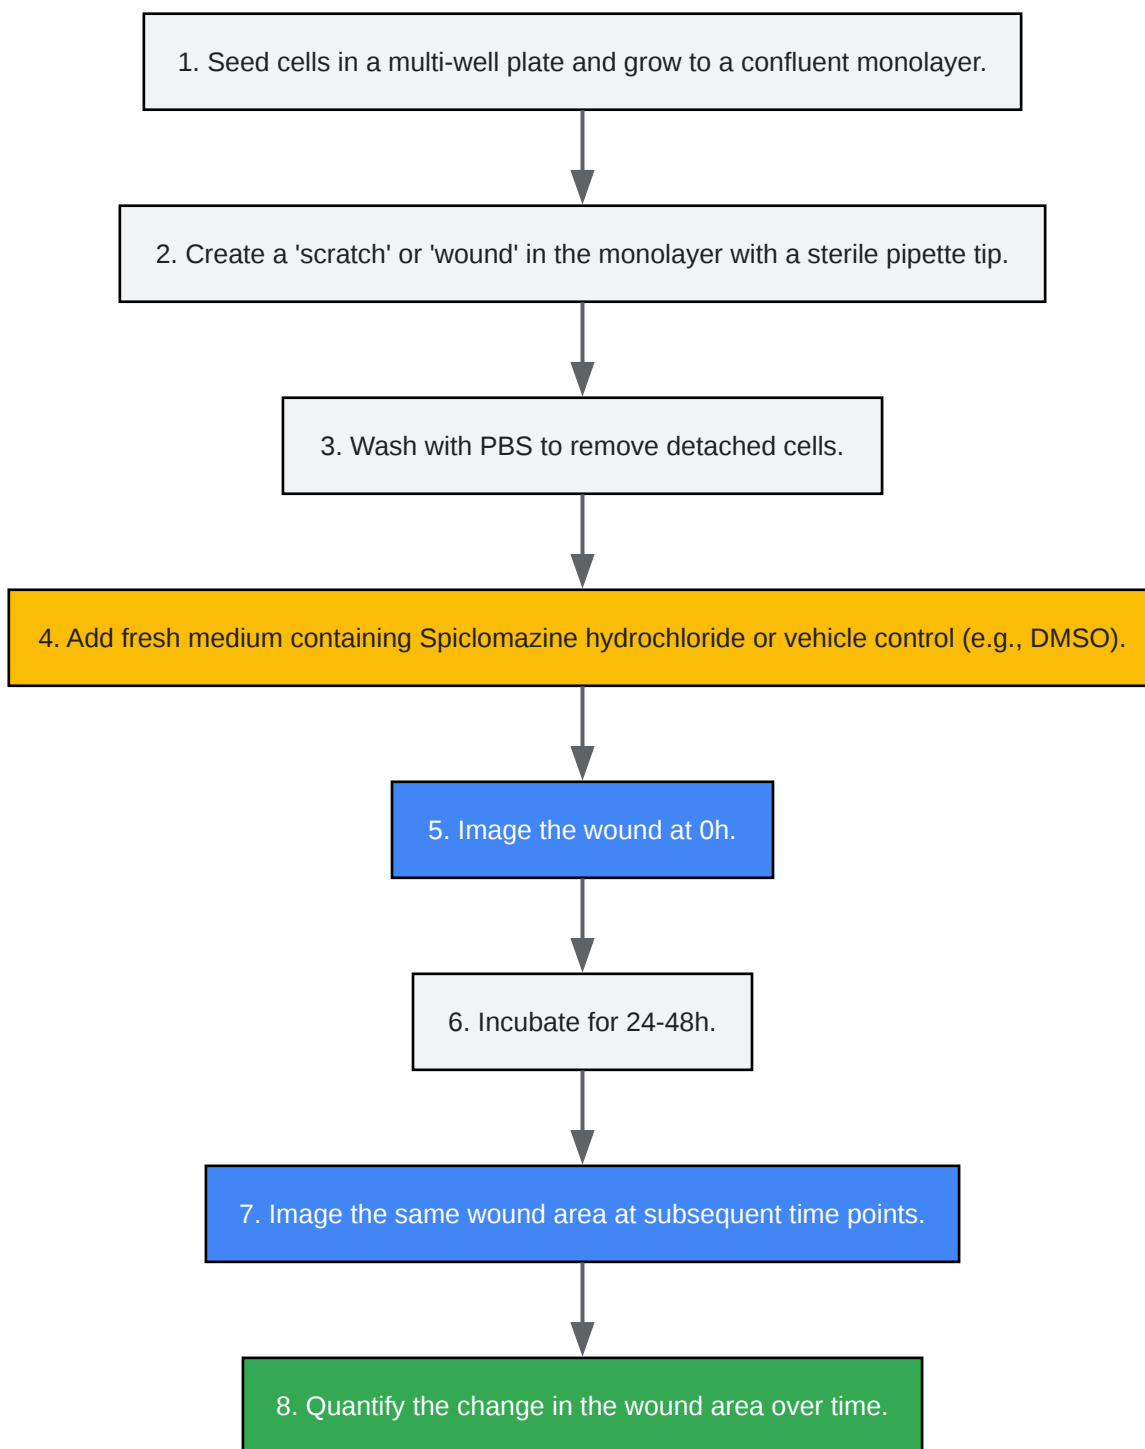 1. Seed cells in a multi-well plate and grow to a confluent monolayer.
2. Create a 'scratch' or 'wound' in the monolayer with a sterile pipette tip.
3. Wash with PBS to remove detached cells.
4. Add fresh medium containing Spiclomazine hydrochloride or vehicle control (e.g., DMSO).
5. Image the wound at 0h.
6. Incubate for 24-48h.
7. Image the same wound area at subsequent time points.
8. Quantify the change in the wound area over time.